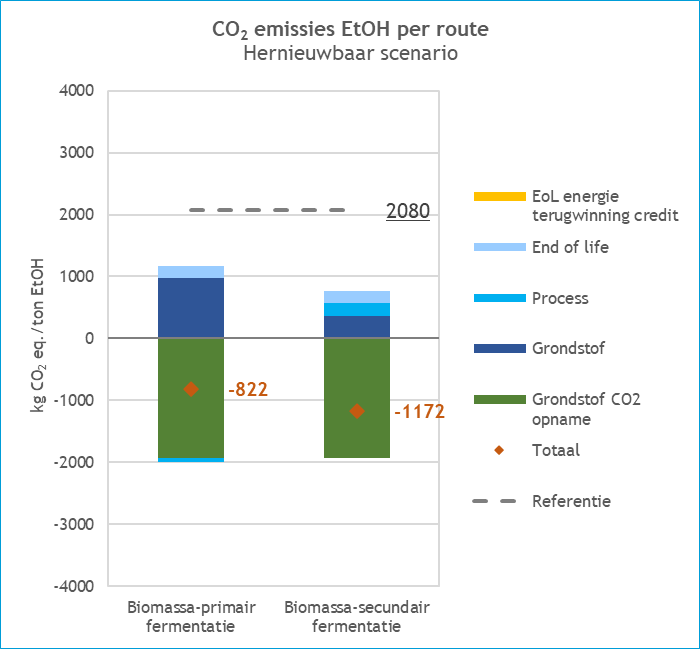 CO₂ emissies EtOH per route
Hernieuwbaar scenario
kg CO₂ eq./ton EtOH
4000
3000
2000
1000
0
-1000
-2000
-3000
-4000
2080
-822
-1172
Biomassa-primair
fermentatie
Biomassa-secundair
fermentatie
EoL energie
terugwinning credit
End of life
Process
Grondstof
Grondstof CO2
opname
Totaal
Referentie